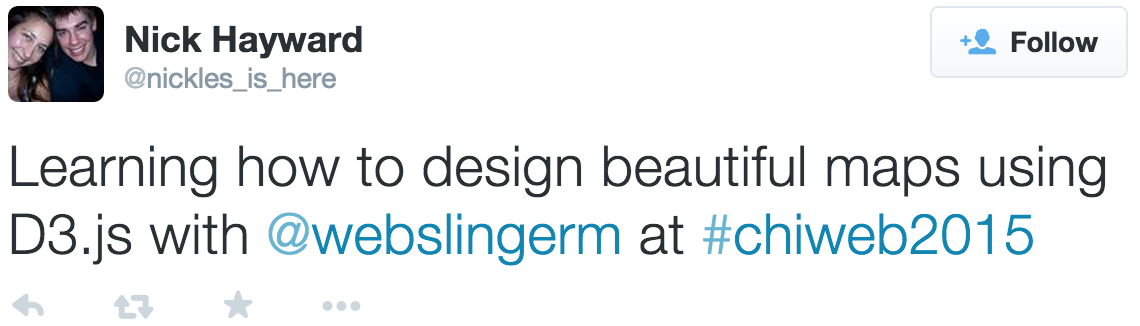 Nick Hayward
@nickles_is_here
Follow
Learning how to design beautiful maps using
D3.js with @webslingerm at #chiweb2015